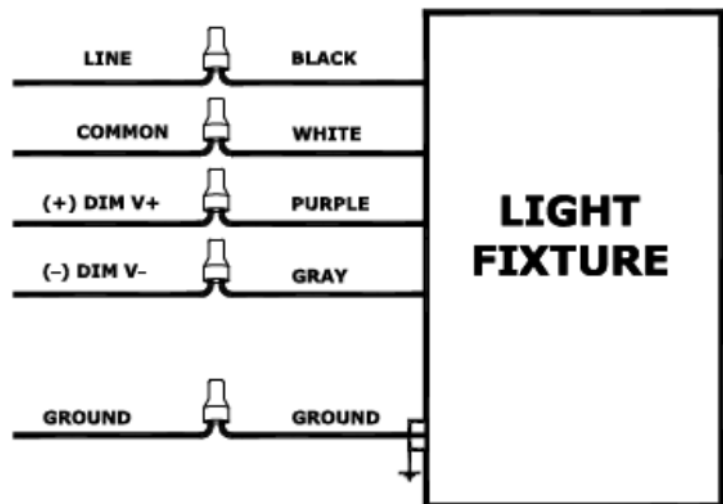 LINE BLACK
COMMON WHITE
(+) DIM V+ PURPLE
(−) DIM V− GRAY
GROUND GROUND
LIGHT
FIXTURE